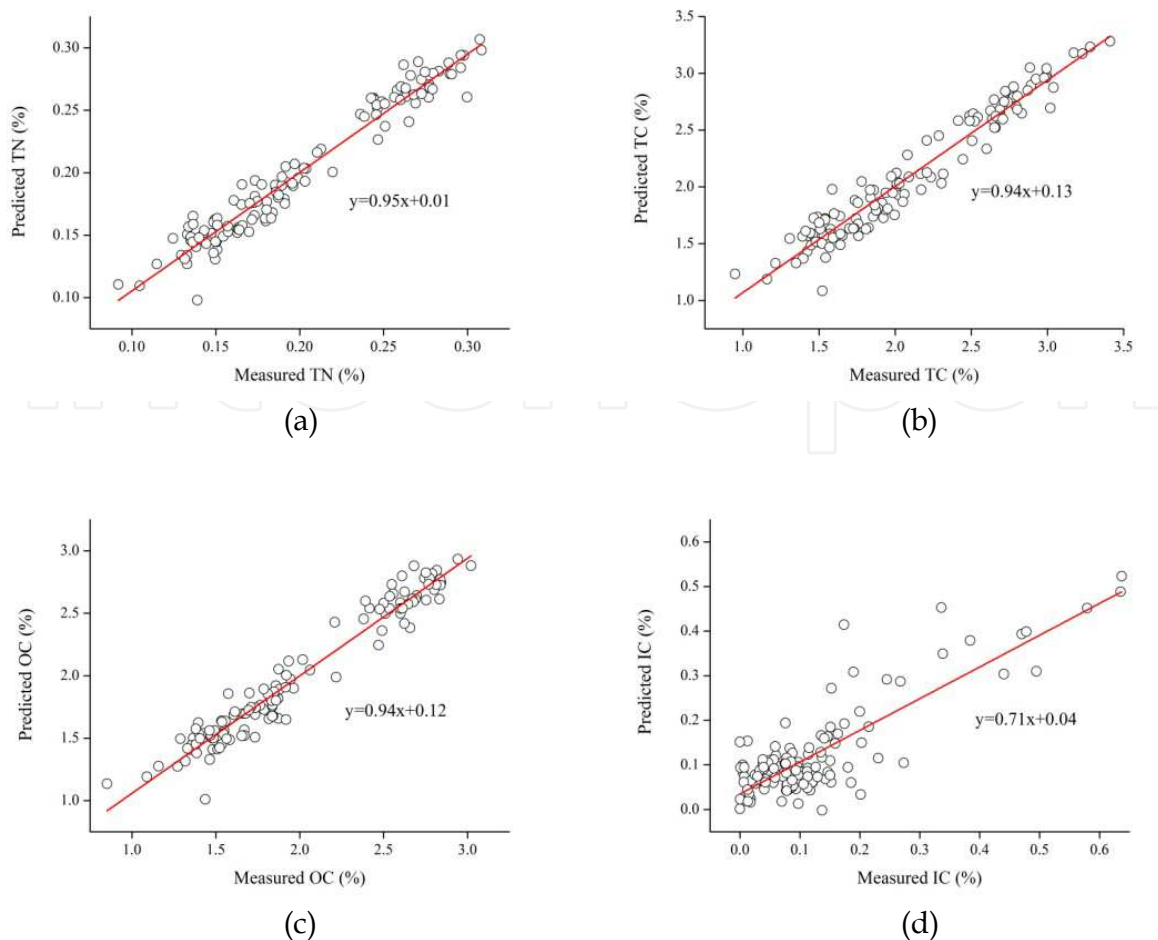 0.30
0.25
0.20
0.15
0.10
Predicted TN (%)
y=0.95x+0.01
0.10 0.15 0.20 0.25 0.30
Measured TN (%)
(a)
3.5
3.0
2.5
2.0
1.5
1.0
Predicted TC (%)
y=0.94x+0.13
1.0 1.5 2.0 2.5 3.0 3.5
Measured TC (%)
(b)
3.0
2.5
2.0
1.5
1.0
Predicted OC (%)
y=0.94x+0.12
1.0 1.5 2.0 2.5 3.0
Measured OC (%)
(c)
0.6
0.5
0.4
0.3
0.2
0.1
0.0
Predicted IC (%)
y=0.71x+0.04
0.0 0.1 0.2 0.3 0.4 0.5 0.6
Measured IC (%)
(d)